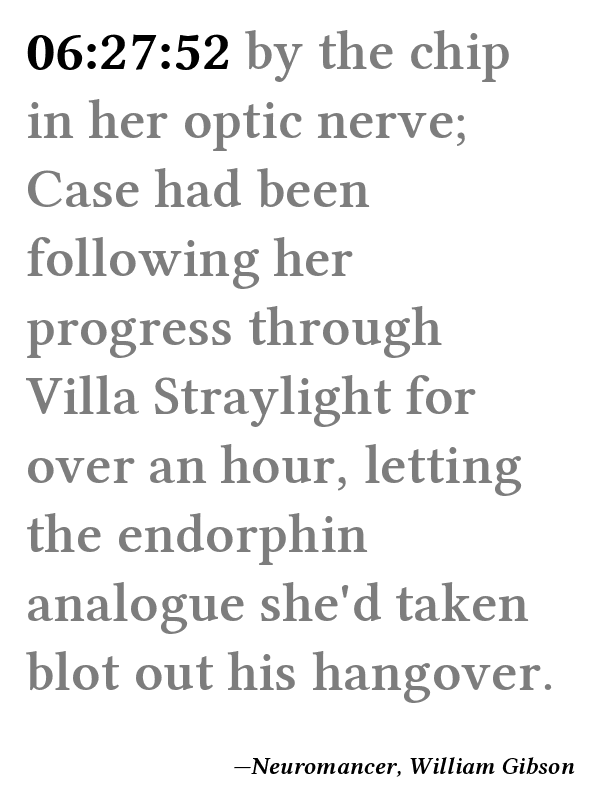 06:27:52 by the chip
in her optic nerve;
Case had been
following her
progress through
Villa Straylight for
over an hour, letting
the endorphin
analogue she'd taken
blot out his hangover.
—Neuromancer, William Gibson